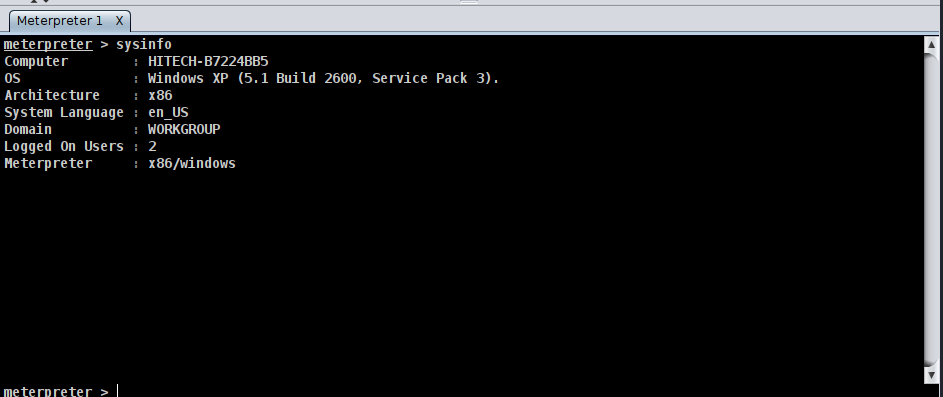 Meterpreter 1 X
meterpreter > sysinfo
Computer : HITECH-B7224BB5
OS : Windows XP (5.1 Build 2600, Service Pack 3).
Architecture : x86
System Language : en_US
Domain : WORKGROUP
Logged On Users : 2
Meterpreter : x86/windows
meterpreter >